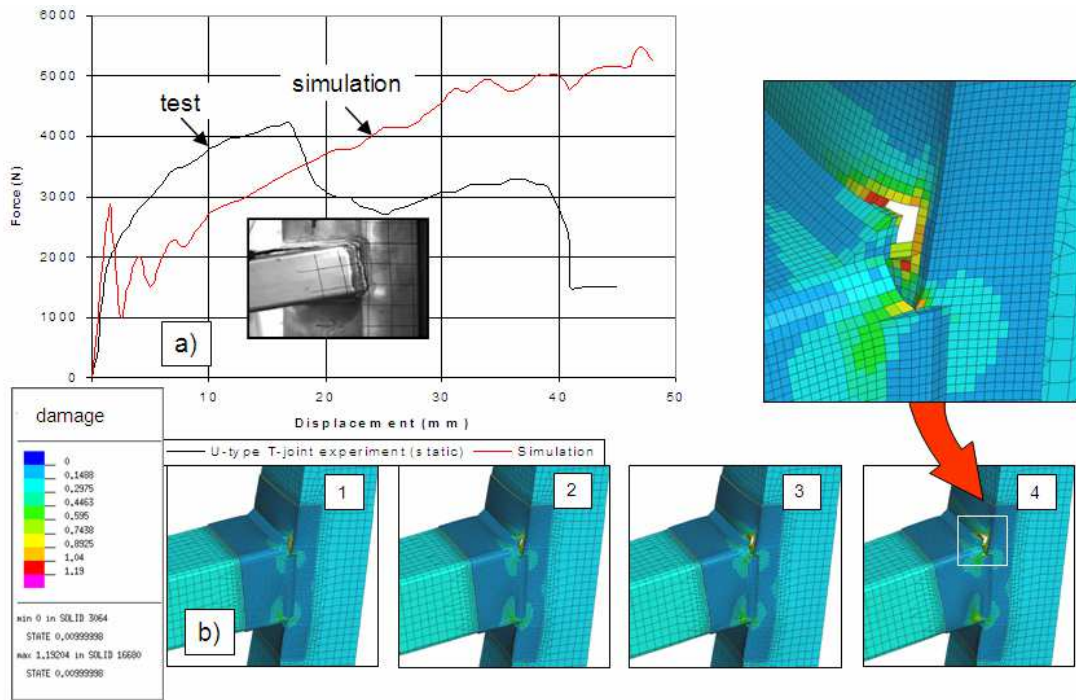 6000
5000
4000
3000
2000
1000
0
Force (N)
test
simulation
a)
0
10
20
30
40
50
Displacement (mm)
U-type T-joint experiment (static)
Simulation
damage
0
0.1488
0.2975
0.4463
0.595
0.7438
0.8925
1.04
1.19
min 0 in SOLID 3064
STATE 0.00999998
max 1.19204 in SOLID 16680
STATE 0.00999998
b)
1
2
3
4